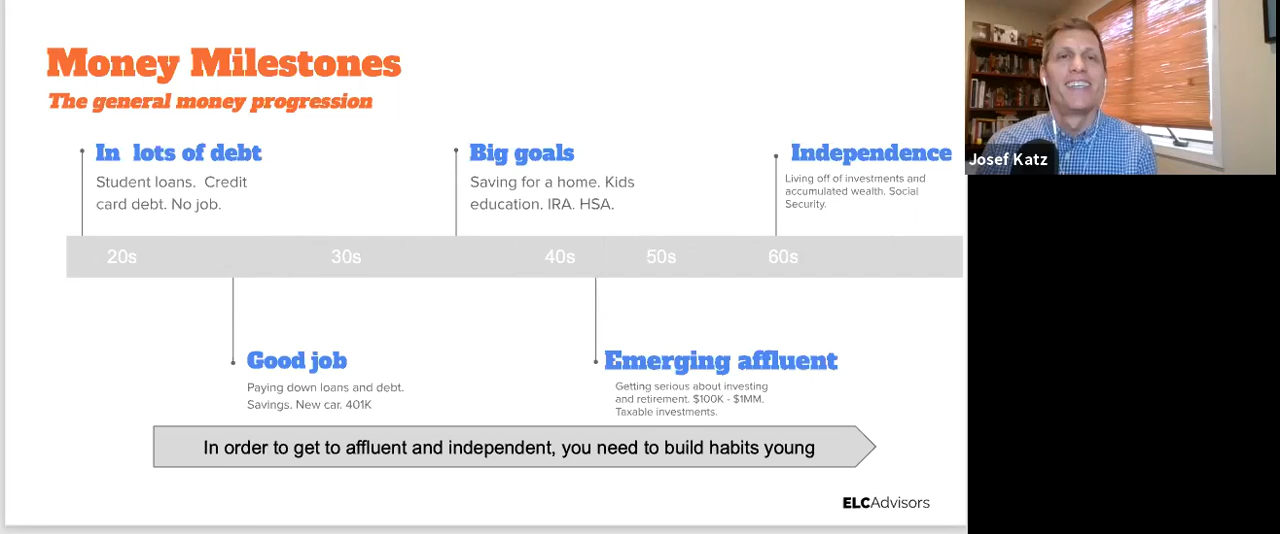 Money Milestones
The general money progression
In lots of debt
Student loans. Credit
card debt. No job.
Big goals
Saving for a home. Kids
education. IRA. HSA.
Independence
Living off of investments and
accumulated wealth. Social
Security.
Josef Katz
20s 30s 40s 50s 60s
Good job
Paying down loans and debt.
Savings. New car. 401K
Emerging affluent
Getting serious about investing
and retirement. $100K - $1MM.
Taxable investments.
In order to get to affluent and independent, you need to build habits young
ELCAdvisors